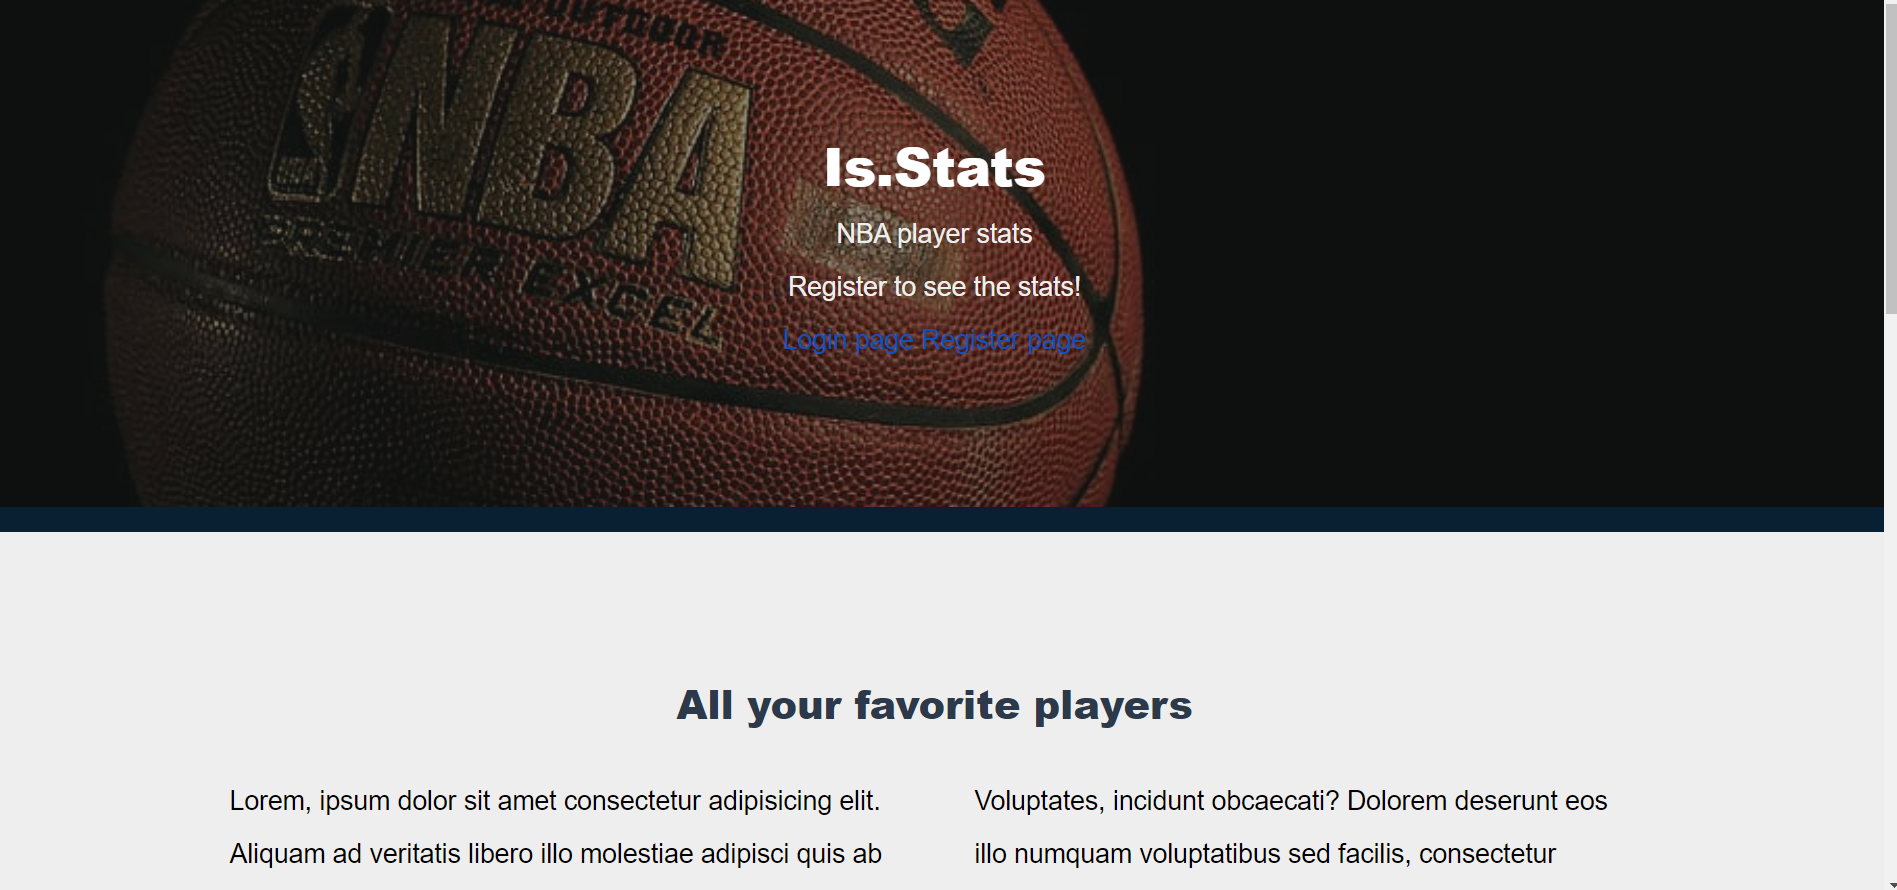 OUTDOOR
NBA
PREMIER EXCEL
Is.Stats
NBA player stats
Register to see the stats!
Login page Register page
All your favorite players
Lorem, ipsum dolor sit amet consectetur adipisicing elit.
Aliquam ad veritatis libero illo molestiae adipisci quis ab
Voluptates, incidunt obcaecati? Dolorem deserunt eos
illo numquam voluptatibus sed facilis, consectetur